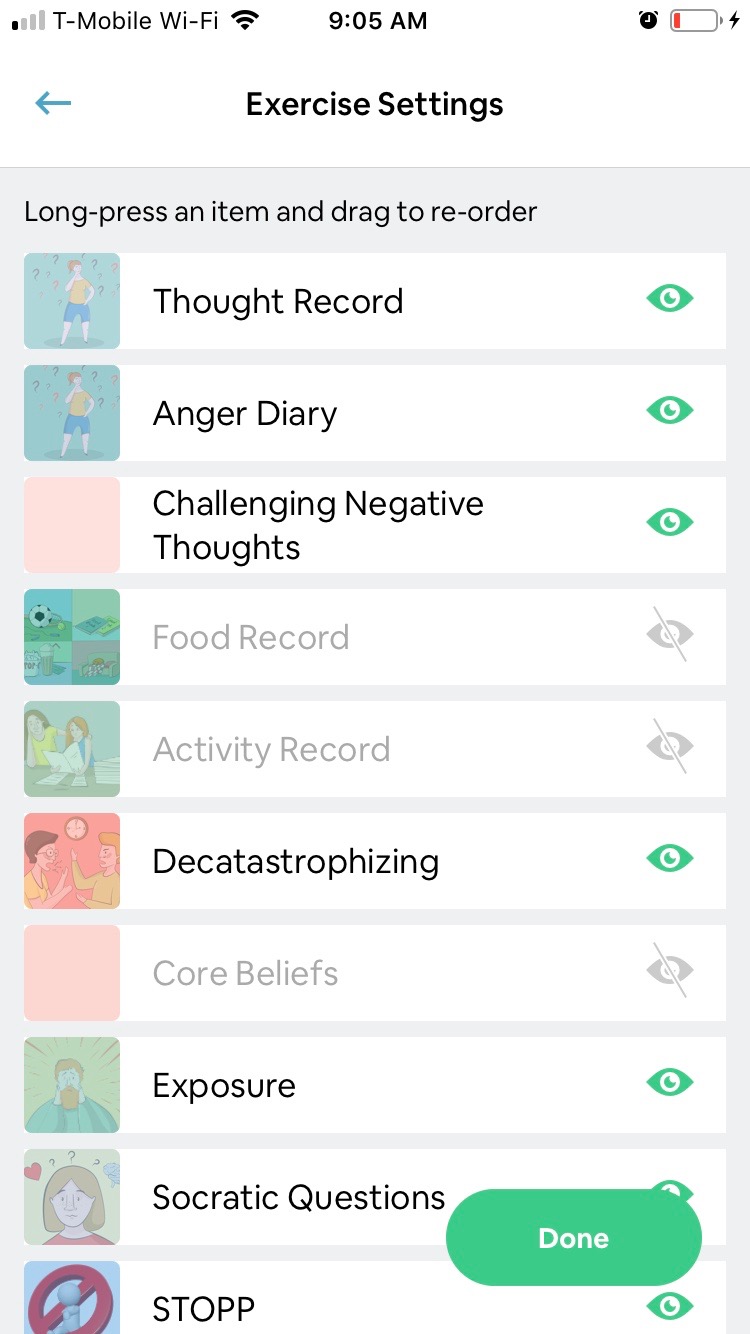 T-Mobile Wi-Fi 9:05 AM
Exercise Settings
Long-press an item and drag to re-order
Thought Record
Anger Diary
Challenging Negative
Thoughts
Food Record
Activity Record
Decatastrophizing
Core Beliefs
Exposure
Socratic Questions
Done
STOPP